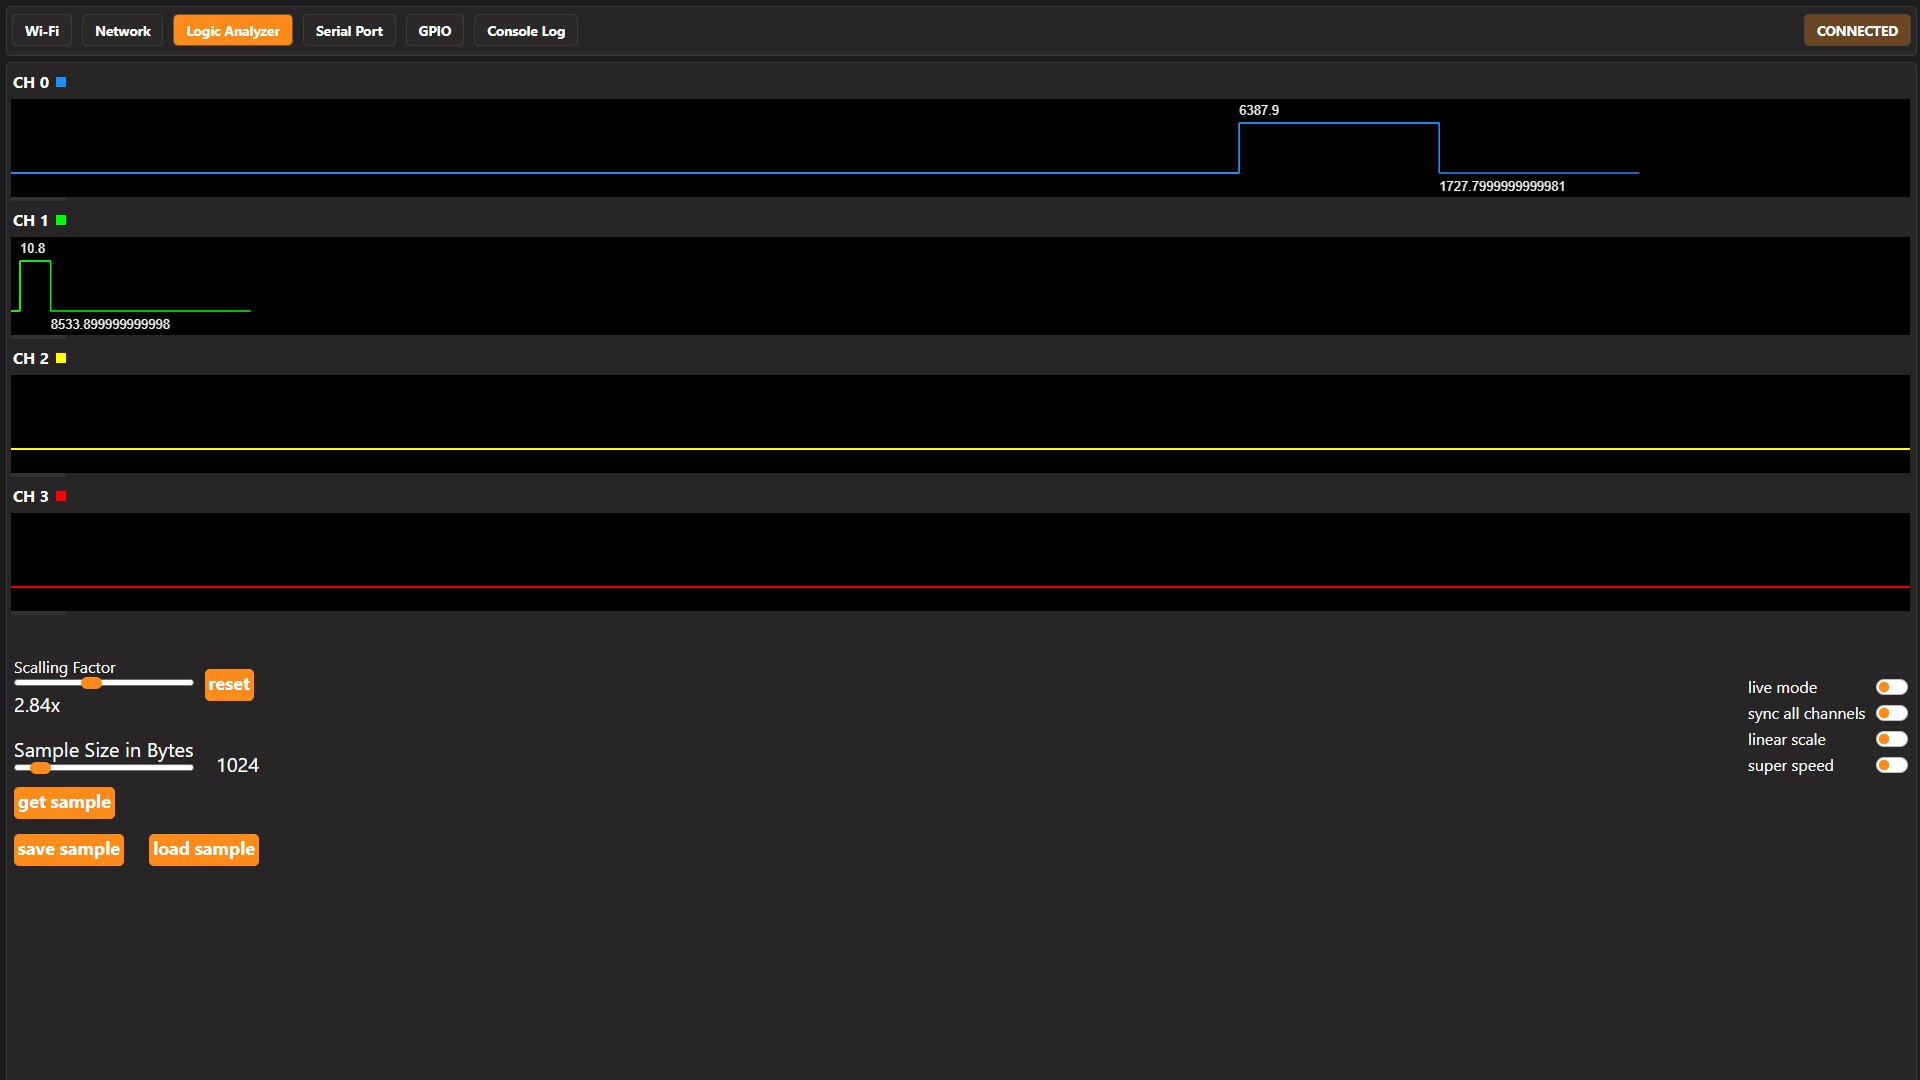 Wi-Fi Network Logic Analyzer Serial Port GPIO Console Log CONNECTED
CH 0
6387.9
1727.7999999999981
CH 1
10.8
8533.899999999998
CH 2
CH 3
Scalling Factor
reset
2.84x
Sample Size in Bytes
1024
get sample
save sample load sample
live mode
sync all channels
linear scale
super speed